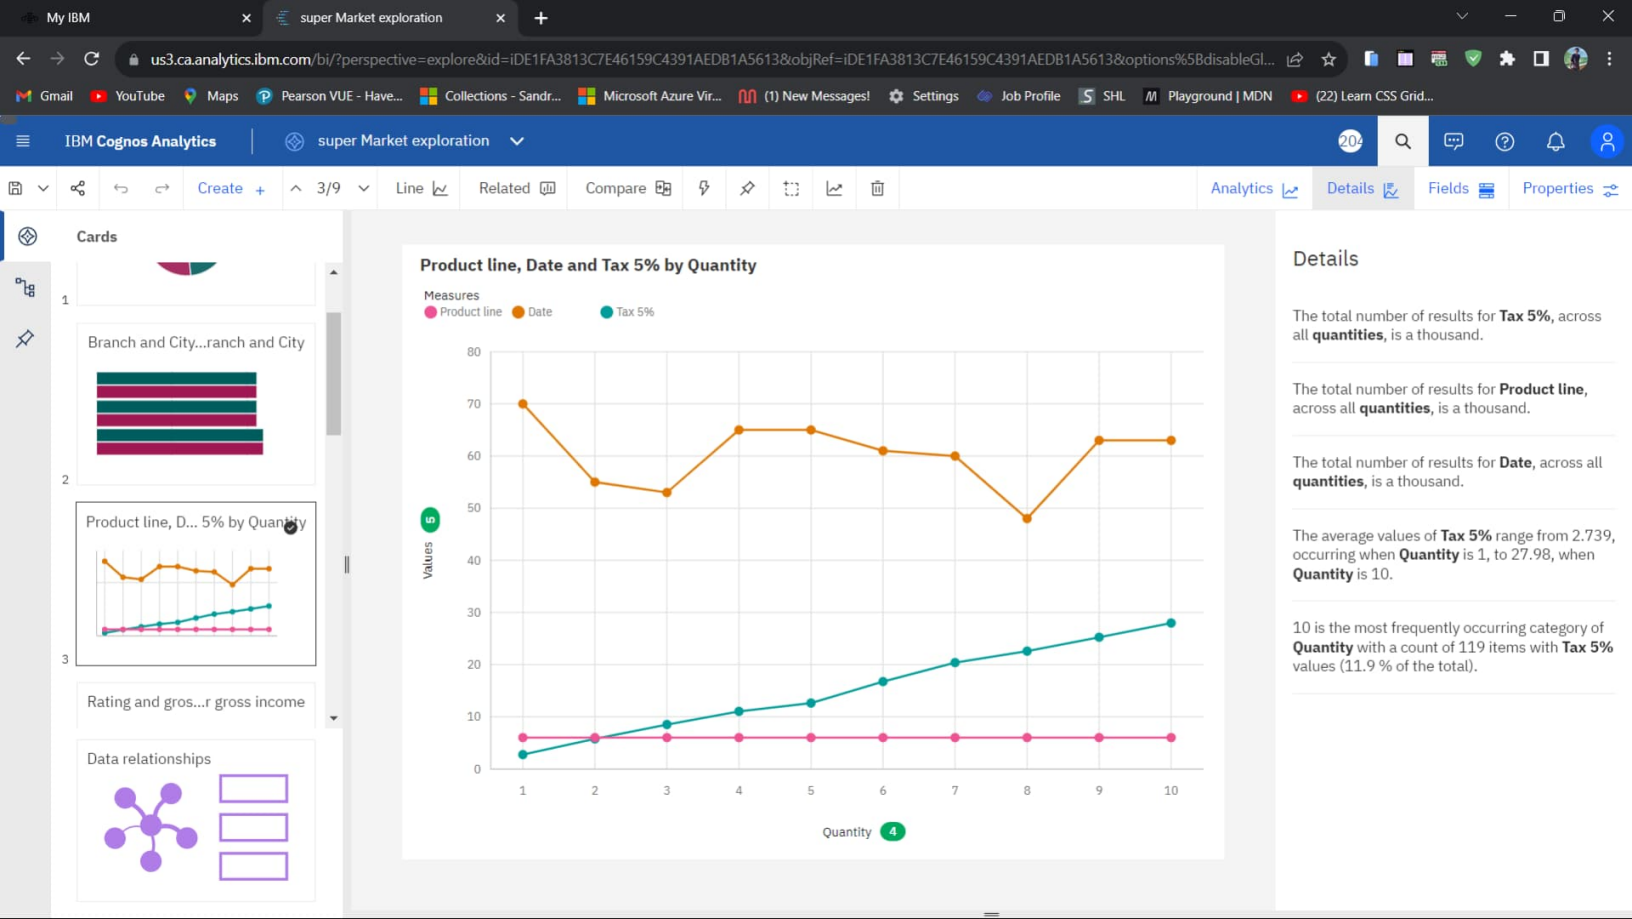 My IBM
super Market exploration
us3.ca.analytics.ibm.com/bi/?perspective=explore&id=iDE1FA3813C7E46159C4391AEDB1A5613&objRef=iDE1FA3813C7E46159C4391AEDB1A5613&options%5BdisableGl...
Gmail
YouTube
Maps
Pearson VUE - Have...
Collections - Sandr...
Microsoft Azure Vir...
(1) New Messages!
Settings
Job Profile
SHL
Playground | MDN
(22) Learn CSS Grid...
IBM Cognos Analytics
super Market exploration
204
Create +
3/9
Line
Related
Compare
Analytics
Details
Fields
Properties
Cards
1
Branch and City...ranch and City
2
Product line, D... 5% by Quantity
3
Rating and gros...r gross income
Data relationships
Product line, Date and Tax 5% by Quantity
Measures
Product line
Date
Tax 5%
80
70
60
50
40
30
20
10
0
Values 5
1 2 3 4 5 6 7 8 9 10
Quantity 4
Details
The total number of results for Tax 5%, across
all quantities, is a thousand.
The total number of results for Product line,
across all quantities, is a thousand.
The total number of results for Date, across all
quantities, is a thousand.
The average values of Tax 5% range from 2.739,
occurring when Quantity is 1, to 27.98, when
Quantity is 10.
10 is the most frequently occurring category of
Quantity with a count of 119 items with Tax 5%
values (11.9 % of the total).